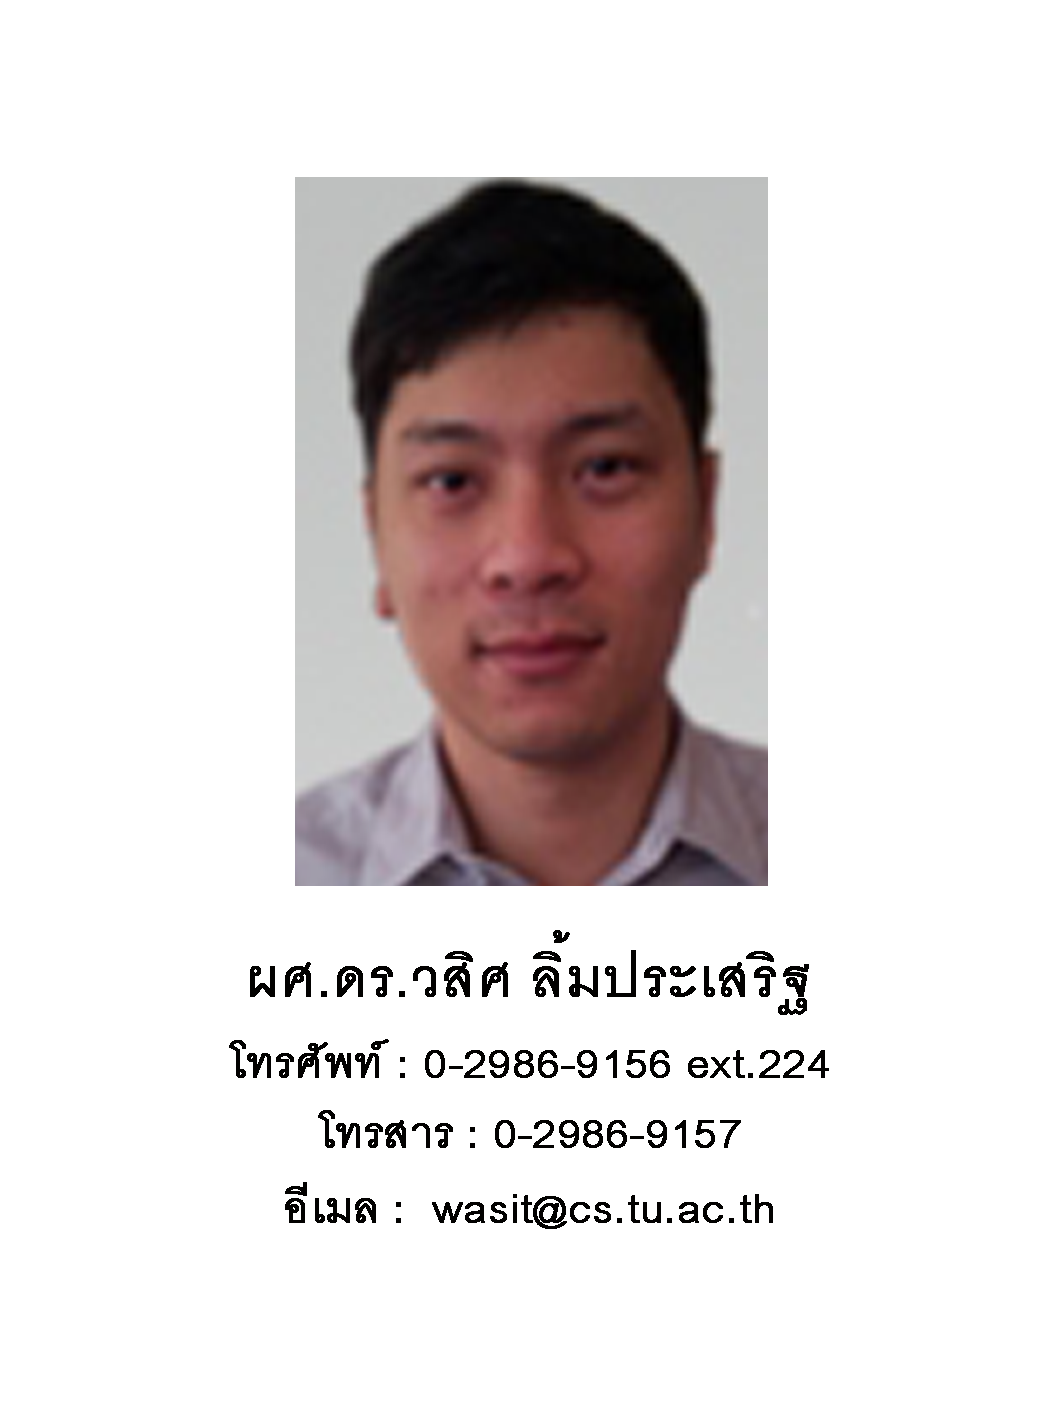 ผศ.ดร.วสิศ ลิ้มประเสริฐ
โทรศัพท์ : 0-2986-9156 ext.224
โทรสาร : 0-2986-9157
อีเมล : wasit@cs.tu.ac.th